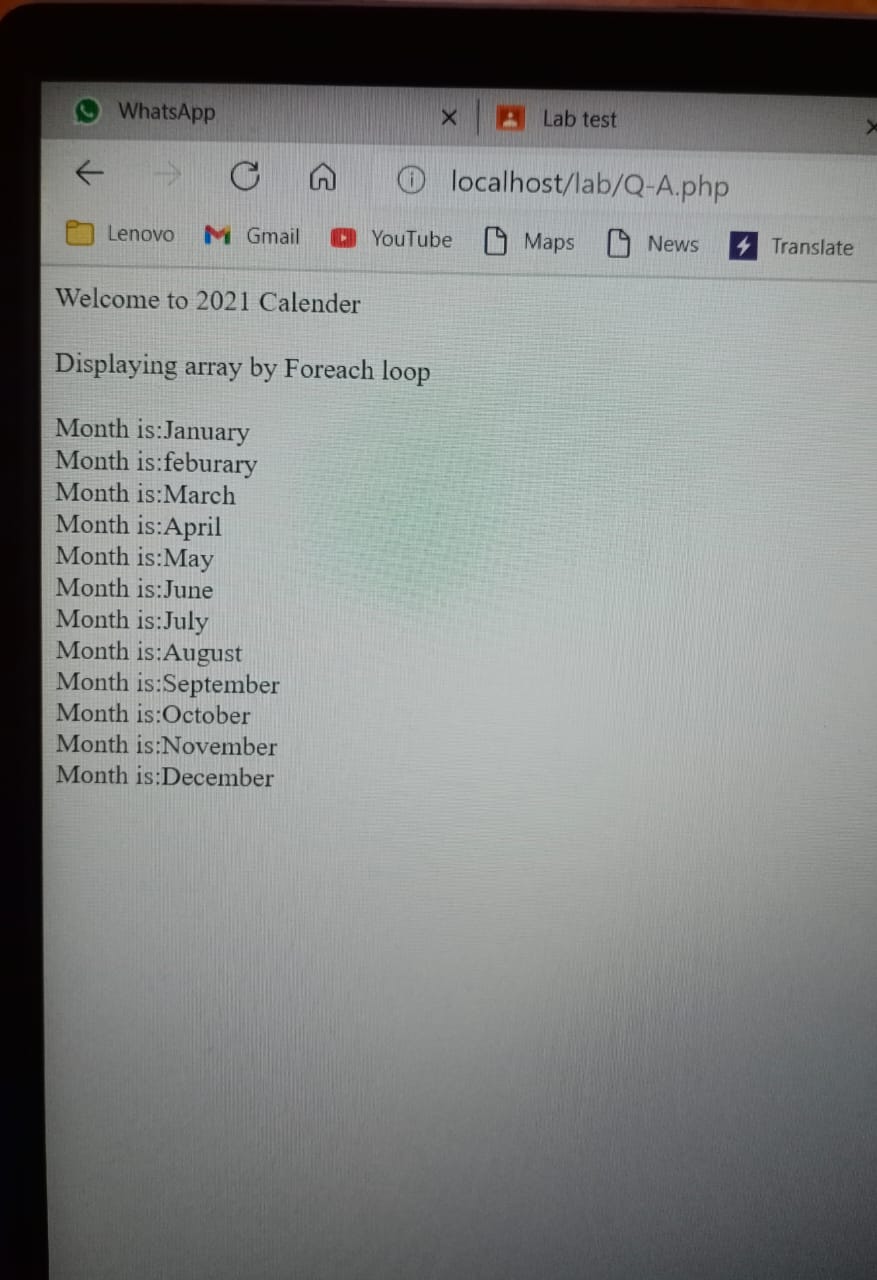 WhatsApp
Lab test
localhost/lab/Q-A.php
Lenovo Gmail YouTube Maps News Translate
Welcome to 2021 Calender
Displaying array by Foreach loop
Month is:January
Month is:feburary
Month is:March
Month is:April
Month is:May
Month is:June
Month is:July
Month is:August
Month is:September
Month is:October
Month is:November
Month is:December